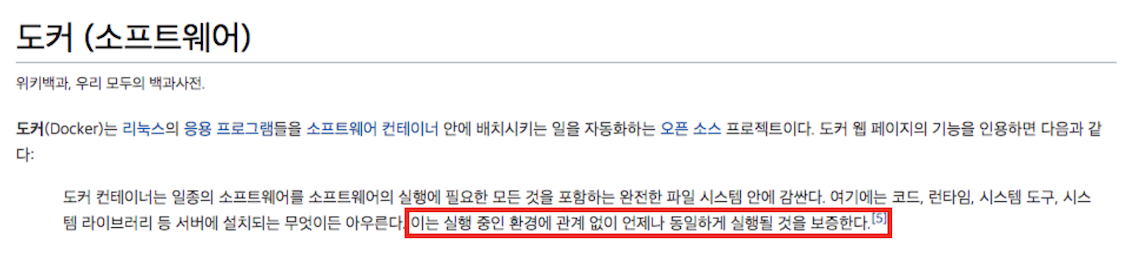 도커 (소프트웨어)
위키백과, 우리 모두의 백과사전.
도커(Docker)는 리눅스의 응용 프로그램들을 소프트웨어 컨테이너 안에 배치시키는 일을 자동화하는 오픈 소스 프로젝트이다. 도커 웹 페이지의 기능을 인용하면 다음과 같
다:
도커 컨테이너는 일종의 소프트웨어를 소프트웨어의 실행에 필요한 모든 것을 포함하는 완전한 파일 시스템 안에 감싼다. 여기에는 코드, 런타임, 시스템 도구, 시스
템 라이브러리 등 서버에 설치되는 무엇이든 아우른다. 이는 실행 중인 환경에 관계 없이 언제나 동일하게 실행될 것을 보증한다.[5]